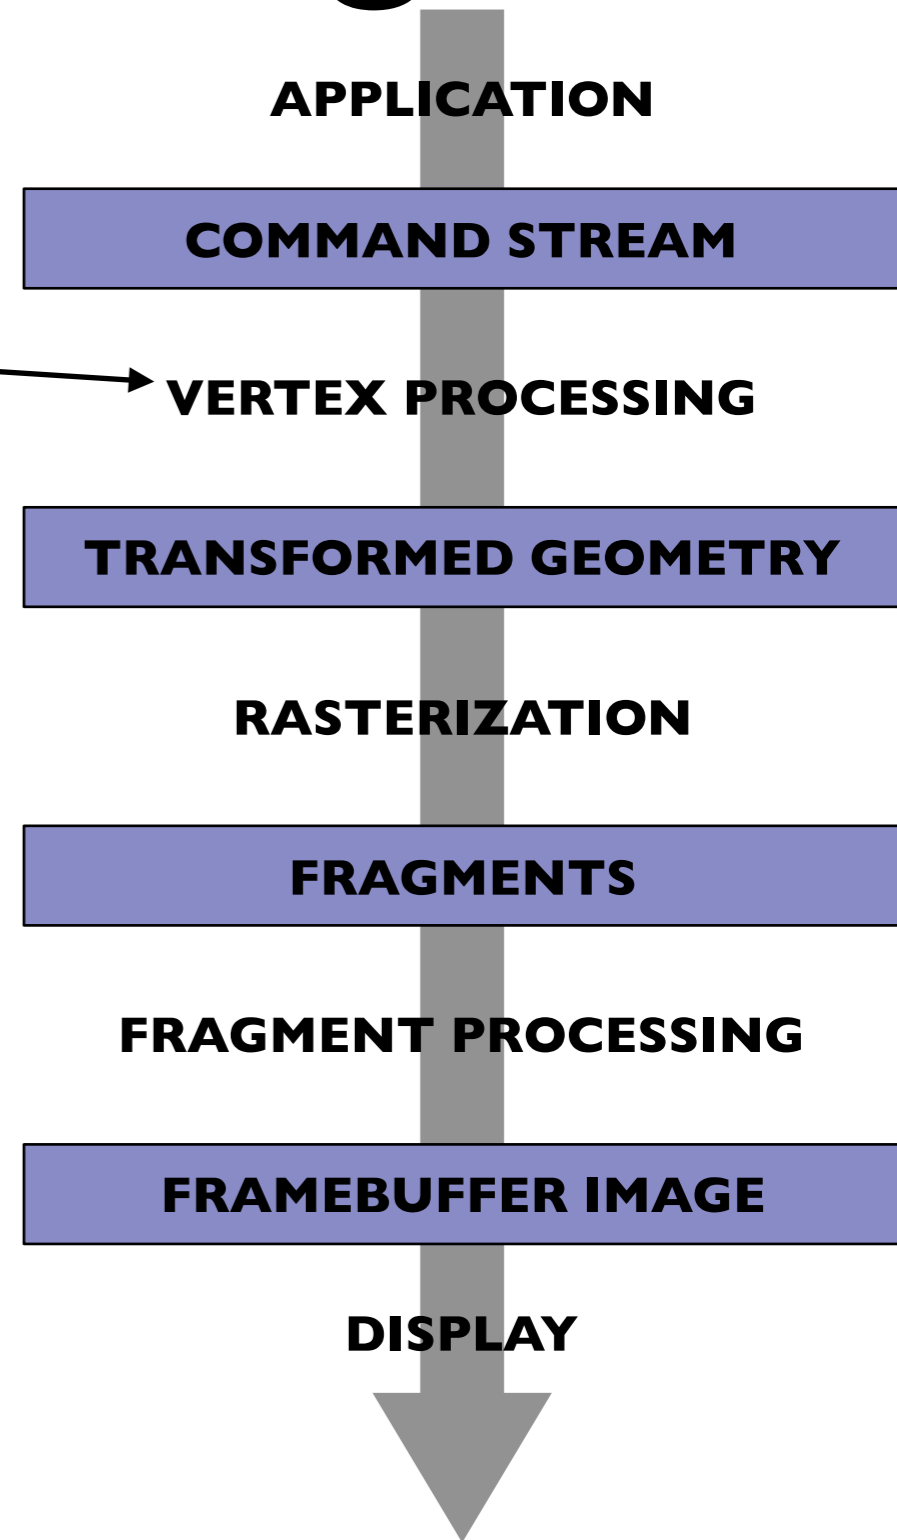 APPLICATION
COMMAND STREAM
VERTEX PROCESSING
TRANSFORMED GEOMETRY
RASTERIZATION
FRAGMENTS
FRAGMENT PROCESSING
FRAMEBUFFER IMAGE
DISPLAY